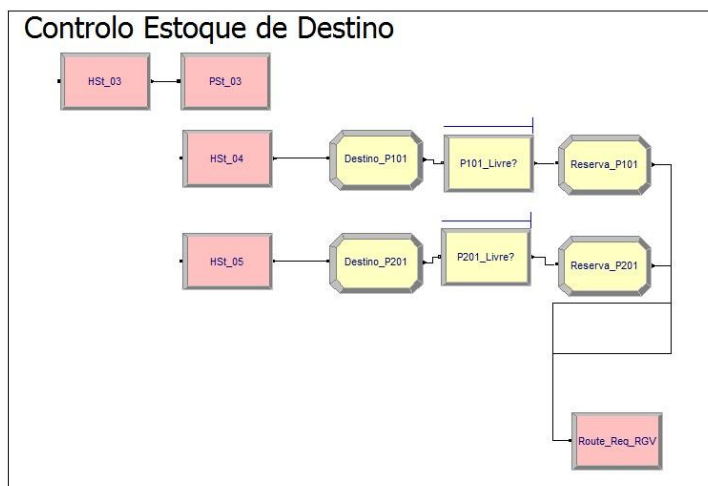 Controlo Estoque de Destino
HSt_03
PSt_03
HSt_04
Destino_P101
P101_Livre?
Reserva_P101
HSt_05
Destino_P201
P201_Livre?
Reserva_P201
Route_Req_RGV